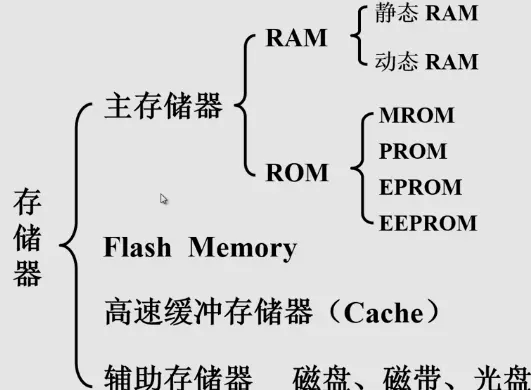 静态 RAM
RAM
动态 RAM
主存储器
MROM
PROM
ROM
EPROM
EEPROM
存储器
Flash Memory
高速缓冲存储器（Cache）
辅助存储器 磁盘、磁带、光盘